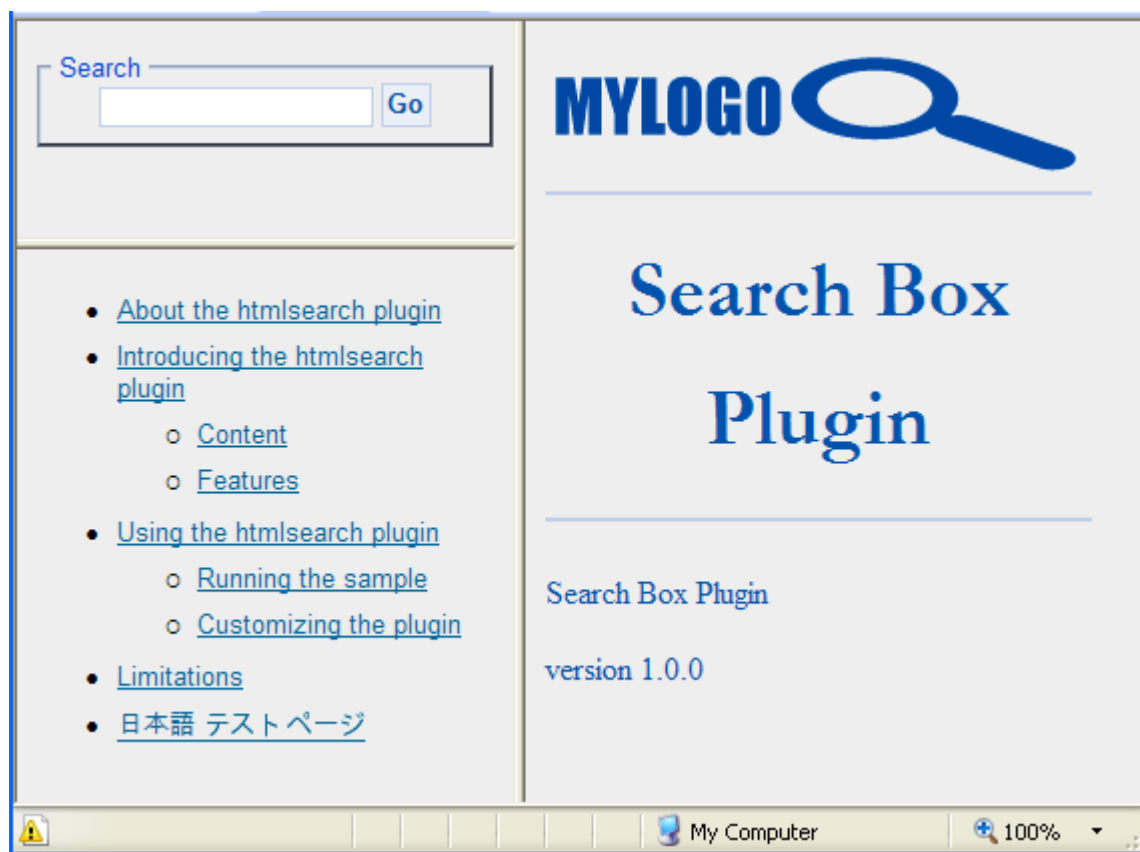 Search
Go
About the htmlsearch plugin
Introducing the htmlsearch
plugin
Content
Features
Using the htmlsearch plugin
Running the sample
Customizing the plugin
Limitations
日本語 テストページ
MYLOGO
Search Box
Plugin
Search Box Plugin
version 1.0.0
My Computer
100%